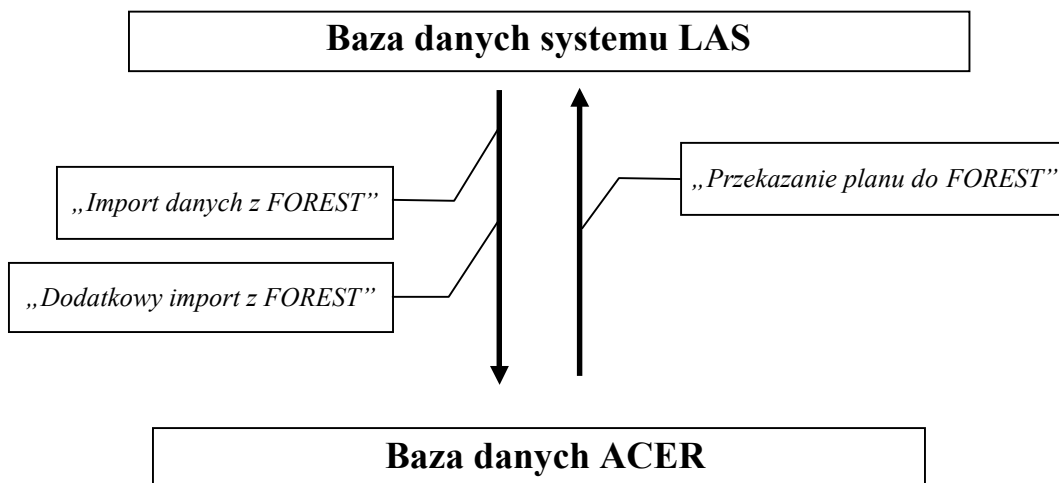 Baza danych systemu LAS
„Import danych z FOREST”
„Przekazanie planu do FOREST”
„Dodatkowy import z FOREST”
Baza danych ACER